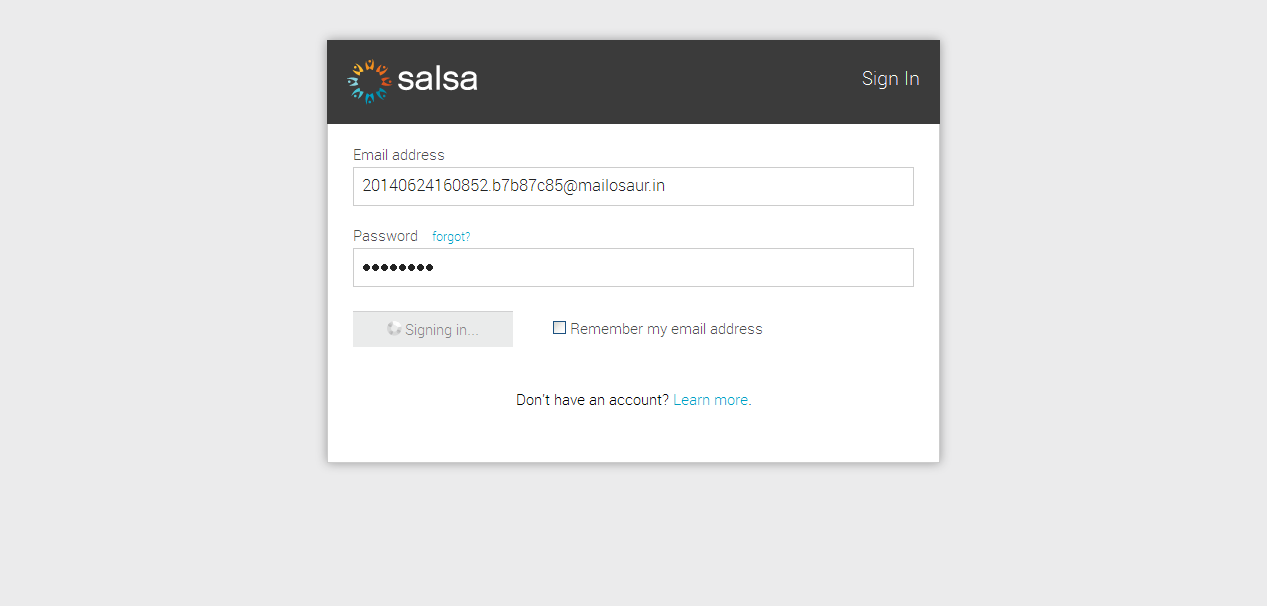 salsa
Sign In
Email address
20140624160852.b7b87c85@mailosaur.in
Password forgot?
••••••••
Signing in...
Remember my email address
Don't have an account? Learn more.